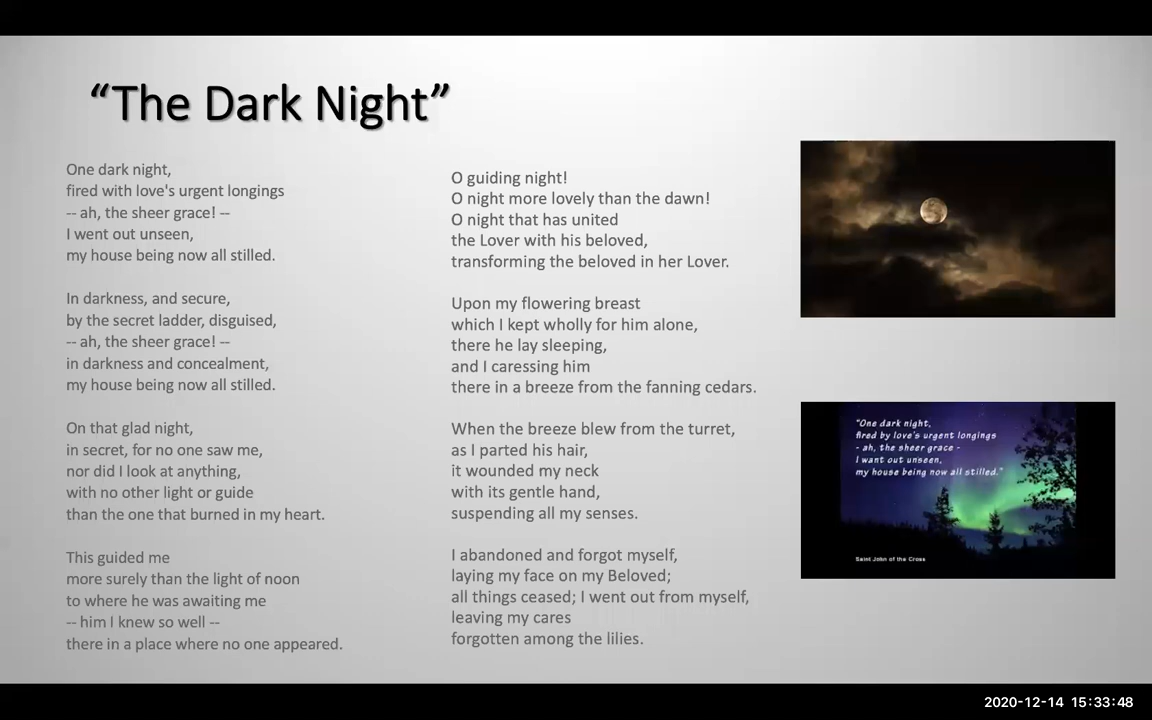 “The Dark Night”
One dark night,
fired with love's urgent longings
-- ah, the sheer grace! --
I went out unseen,
my house being now all stilled.
In darkness, and secure,
by the secret ladder, disguised,
-- ah, the sheer grace! --
in darkness and concealment,
my house being now all stilled.
On that glad night,
in secret, for no one saw me,
nor did I look at anything,
with no other light or guide
than the one that burned in my heart.
This guided me
more surely than the light of noon
to where he was awaiting me
-- him I knew so well --
there in a place where no one appeared.
O guiding night!
O night more lovely than the dawn!
O night that has united
the Lover with his beloved,
transforming the beloved in her Lover.
Upon my flowering breast
which I kept wholly for him alone,
there he lay sleeping,
and I caressing him
there in a breeze from the fanning cedars.
When the breeze blew from the turret,
as I parted his hair,
it wounded my neck
with its gentle hand,
suspending all my senses.
I abandoned and forgot myself,
laying my face on my Beloved;
all things ceased; I went out from myself,
leaving my cares
forgotten among the lilies.
"One dark night,
fired by love's urgent longings
- ah, the sheer grace -
I want out unseen,
my house being now all stilled."
Saint John of the Cross
2020-12-14 15:33:48